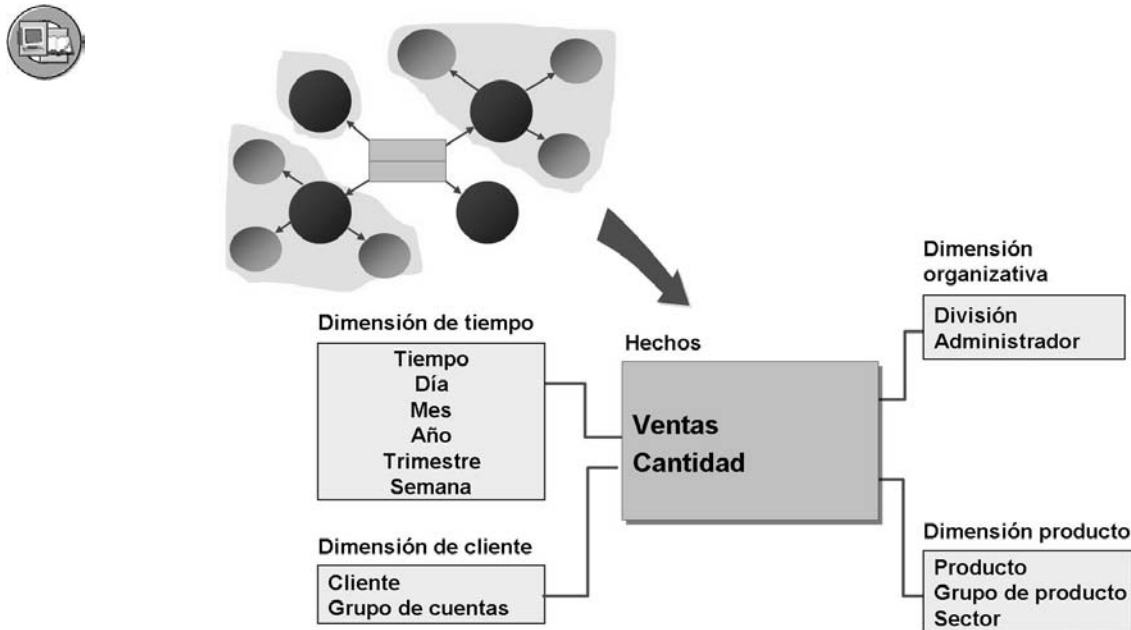 Dimensión de tiempo
Tiempo
Día
Mes
Año
Trimestre
Semana
Dimensión de cliente
Cliente
Grupo de cuentas
Hechos
Ventas
Cantidad
Dimensión
organizativa
División
Administrador
Dimensión producto
Producto
Grupo de producto
Sector